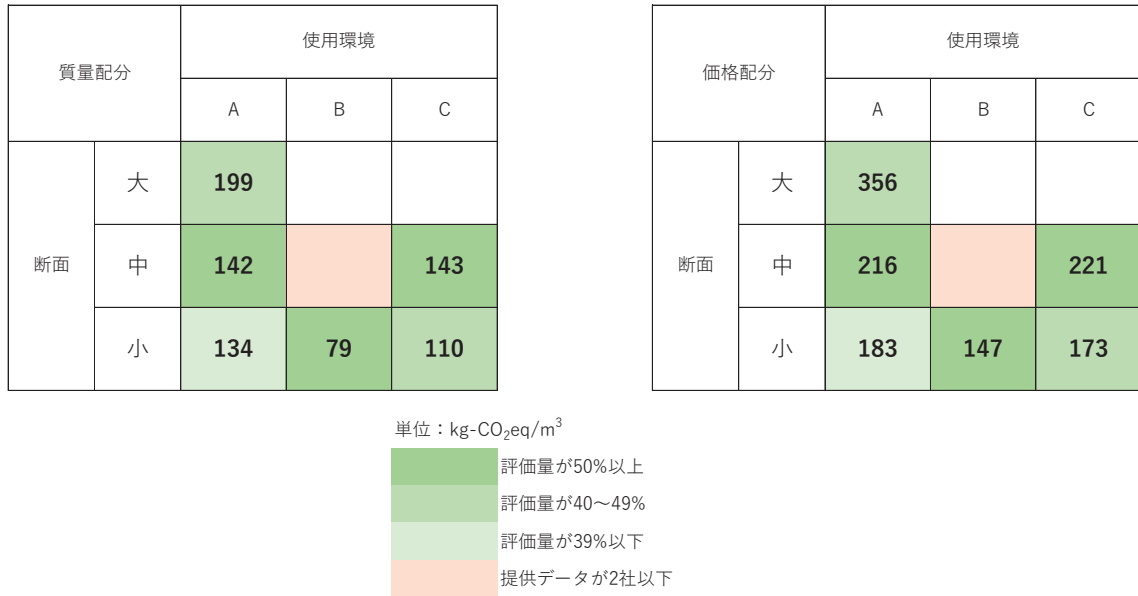 質量配分
使用環境
A B C
断面
大 199
中 142 143
小 134 79 110
価格配分
使用環境
A B C
断面
大 356
中 216 221
小 183 147 173
単位：kg-CO₂eq/m³
評価量が50%以上
評価量が40～49%
評価量が39%以下
提供データが2社以下